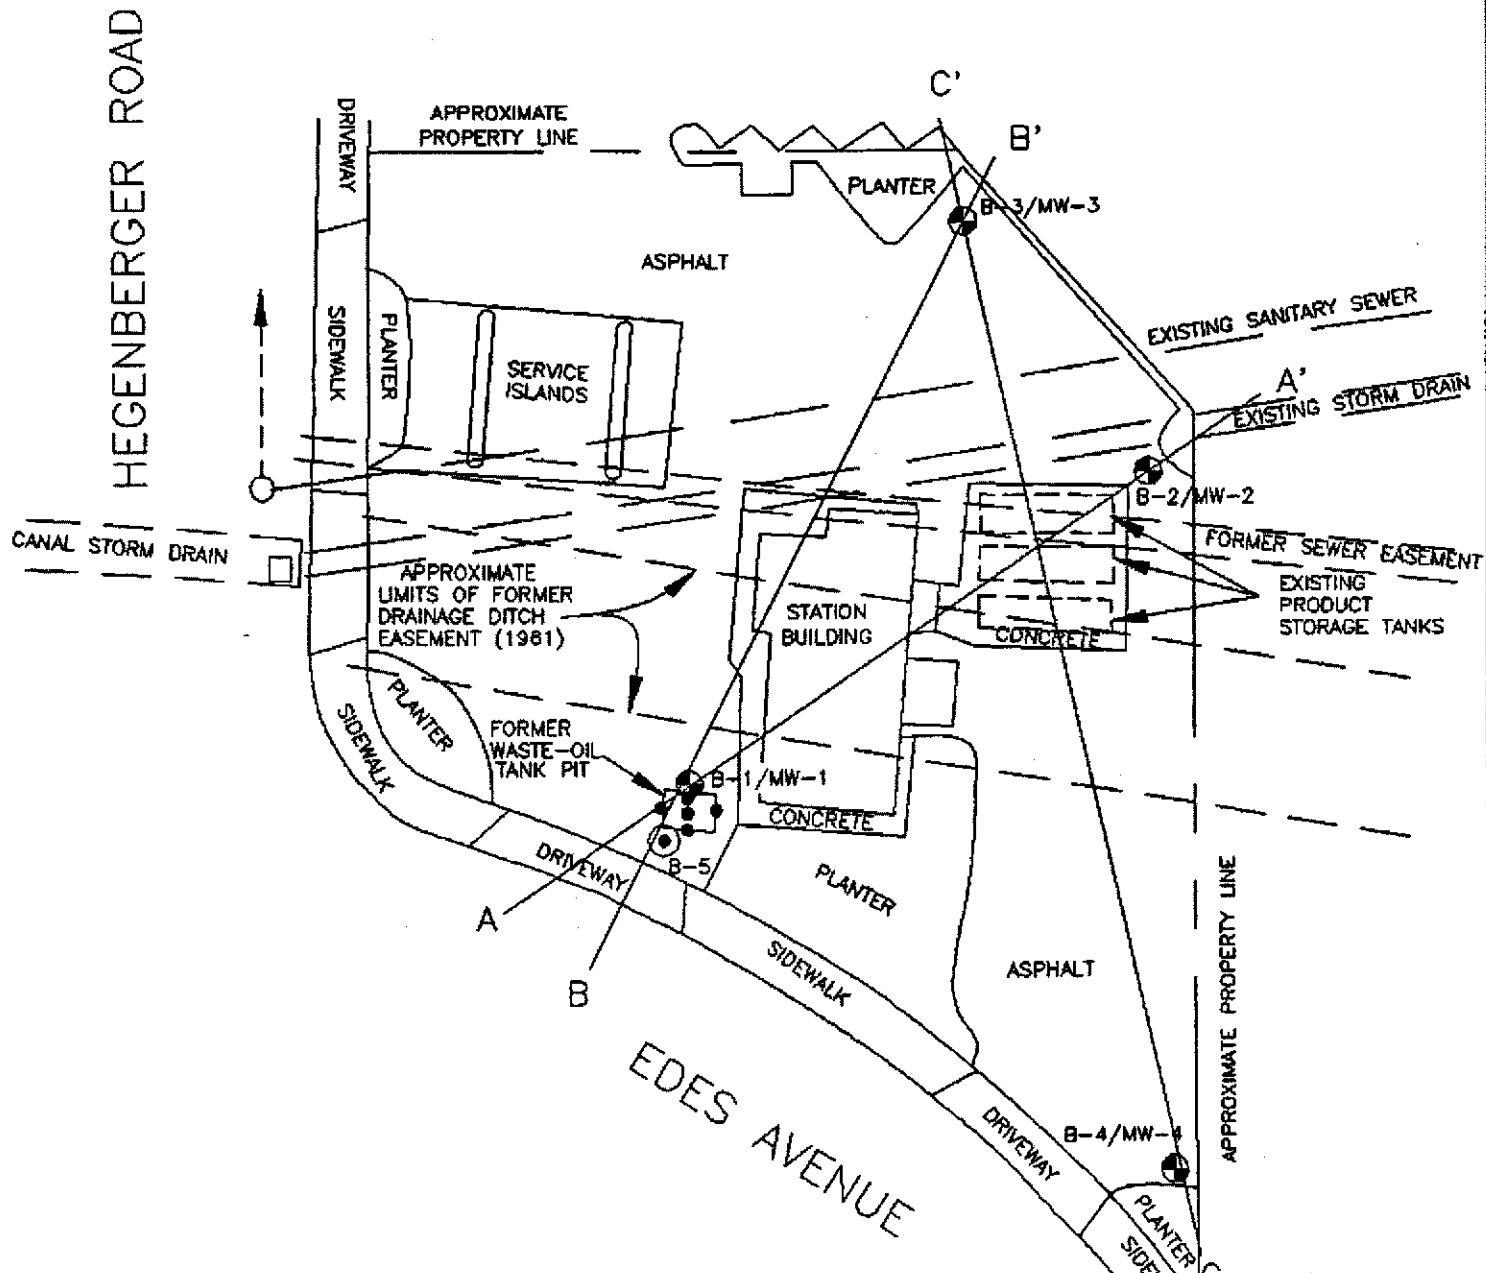 HEGENBERGER ROAD
C'
B'
DRIVEWAY
APPROXIMATE
PROPERTY LINE
PLANTER
B-3/MW-3
ASPHALT
SIDEWALK
PLANTER
SERVICE
ISLANDS
EXISTING SANITARY SEWER
A'
EXISTING STORM DRAIN
B-2/MW-2
CANAL STORM DRAIN
FORMER SEWER EASEMENT
APPROXIMATE
LIMITS OF FORMER
DRAINAGE DITCH
EASEMENT (1961)
STATION
BUILDING
CONCRETE
EXISTING
PRODUCT
STORAGE TANKS
PLANTER
SIDEWALK
FORMER
WASTE-OIL
TANK PIT
B-1/MW-1
CONCRETE
DRIVEWAY
B-5
PLANTER
A
B
SIDEWALK
ASPHALT
APPROXIMATE PROPERTY LINE
EDES AVENUE
DRIVEWAY
B-4/MW-4
PLANTER